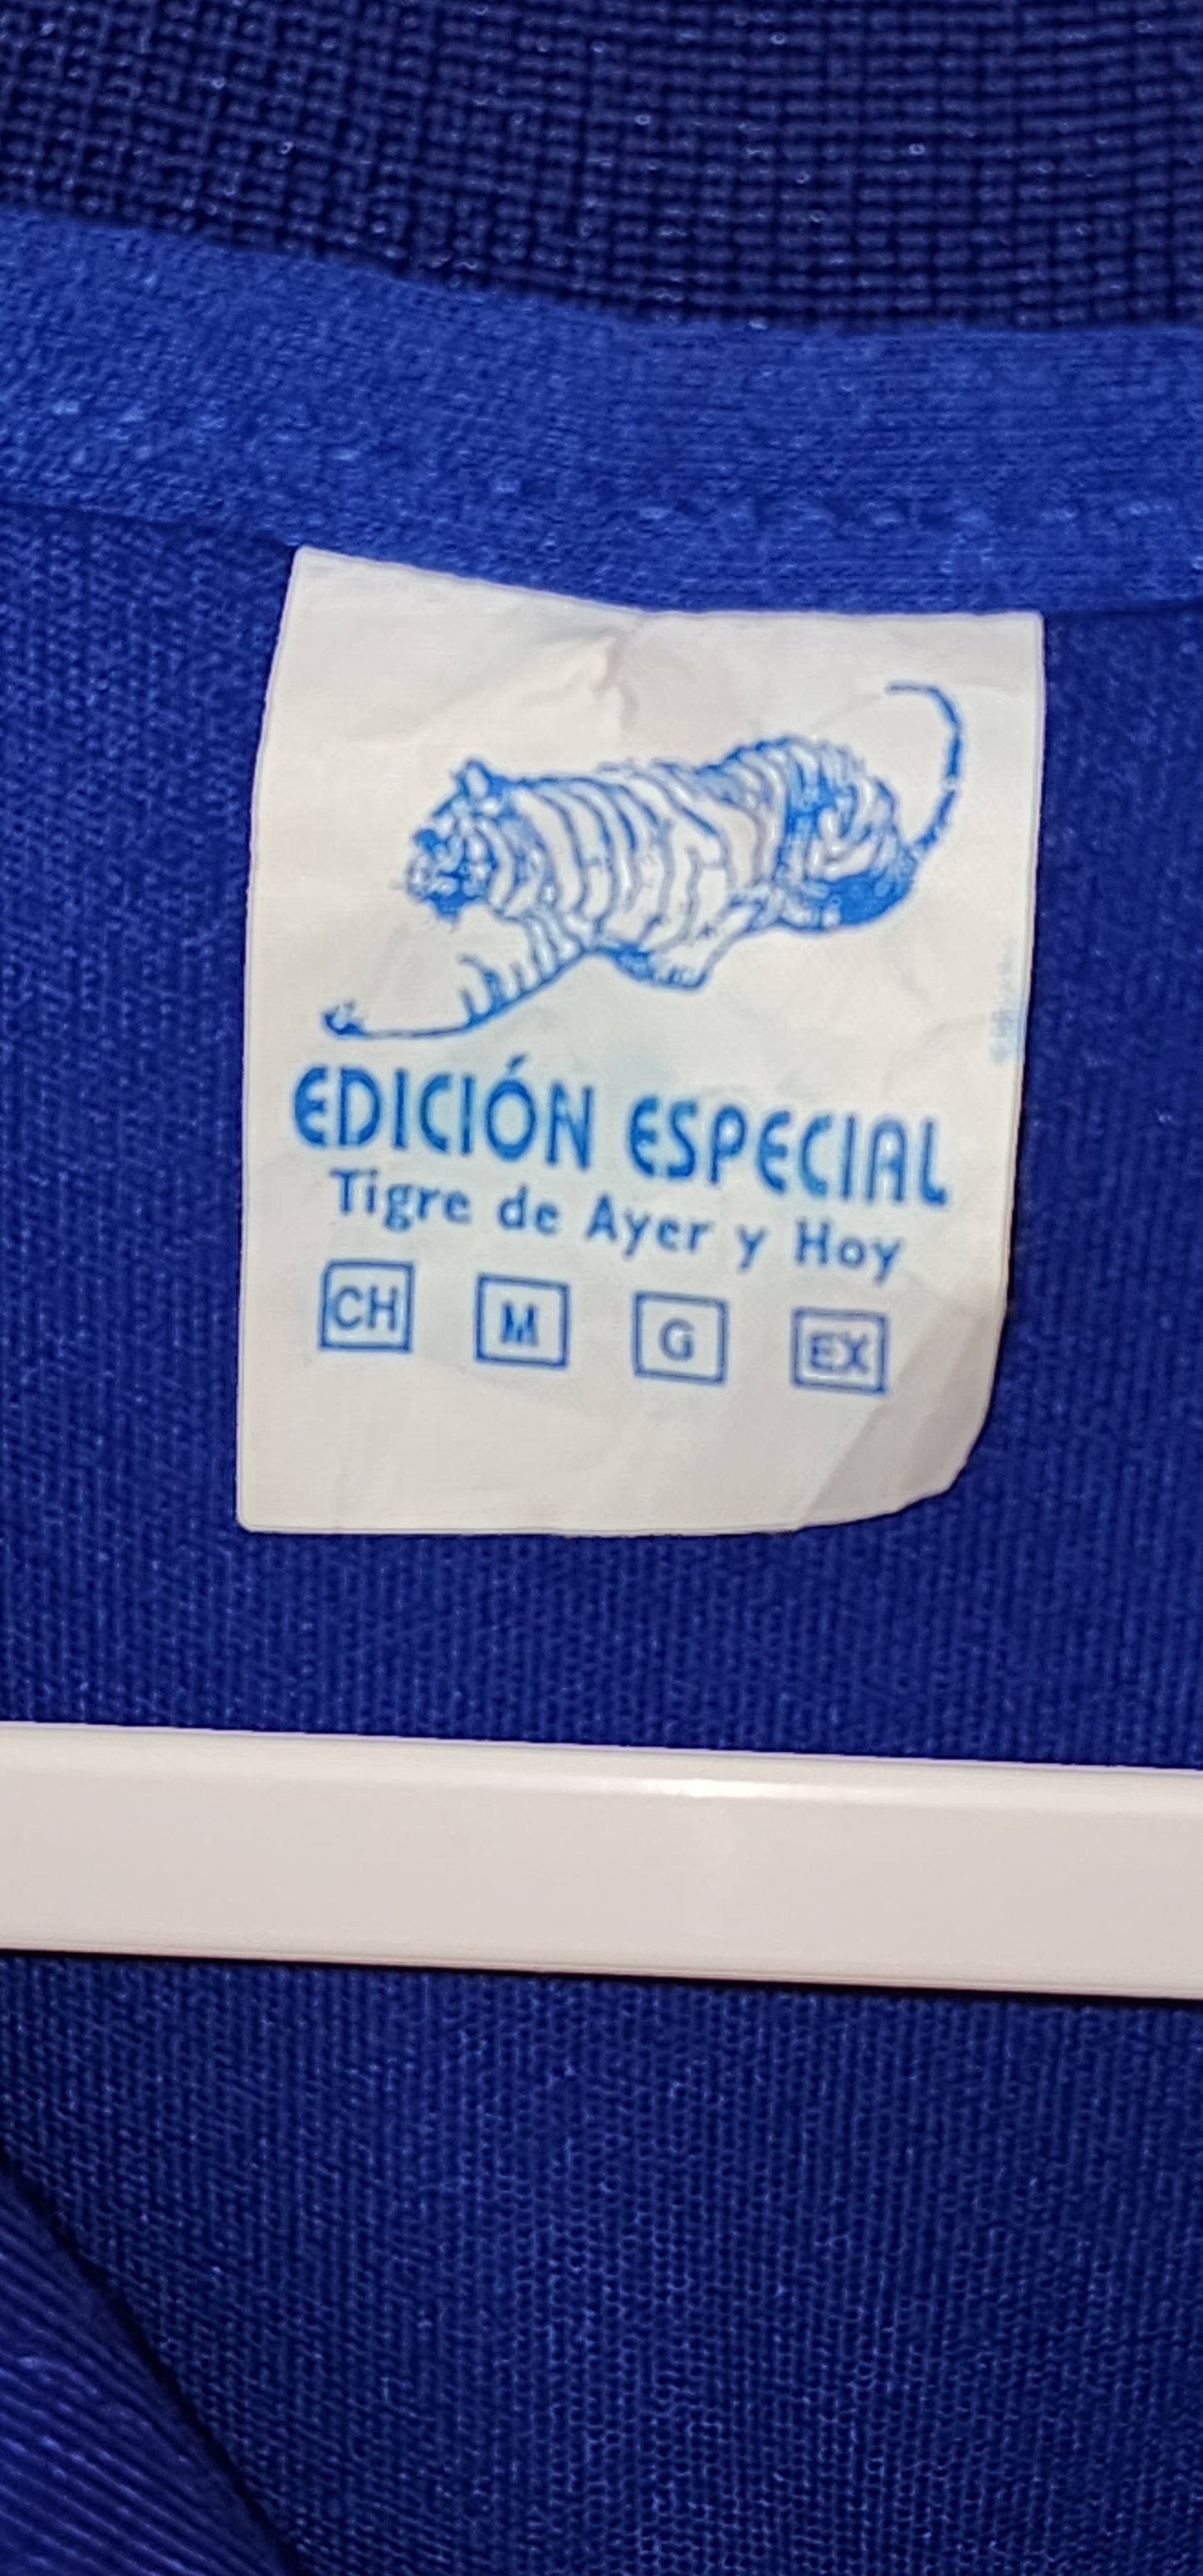 EDICIÓN ESPECIAL
Tigre de Ayer y Hoy
CH M G EX